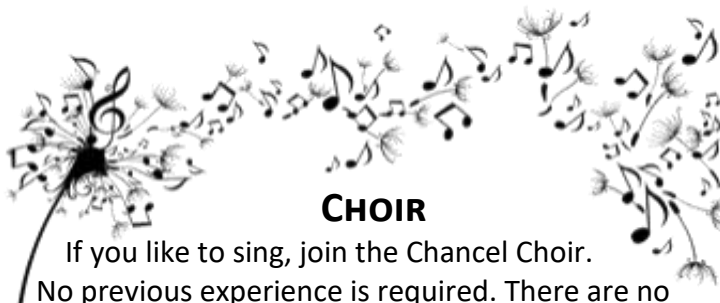 CHOIR
If you like to sing, join the Chancel Choir.
No previous experience is required. There are no